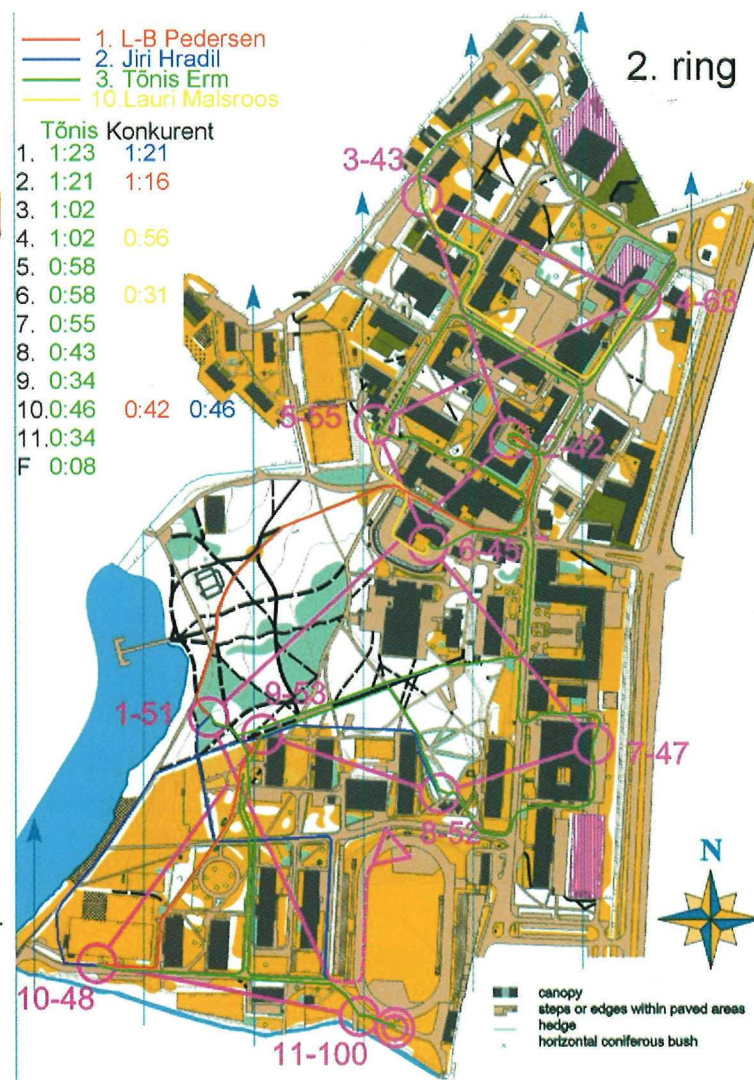 1. L-B Pedersen
2. Jiri Hradil
3. Tõnis Erm
10. Lauri Malsroos
2. ring
Tõnis Konkurent
1. 1:23 1:21
2. 1:21 1:16
3. 1:02
4. 1:02 0:56
5. 0:58
6. 0:58 0:31
7. 0:55
8. 0:43
9. 0:34
10. 0:46 0:42 0:46
11. 0:34
F 0:08
3-43
4-63
5-55
2-42
6-45
1-51
9-53
7-47
8-52
10-48
11-100
N
canopy
steps or edges within paved areas
hedge
horizontal coniferous bush